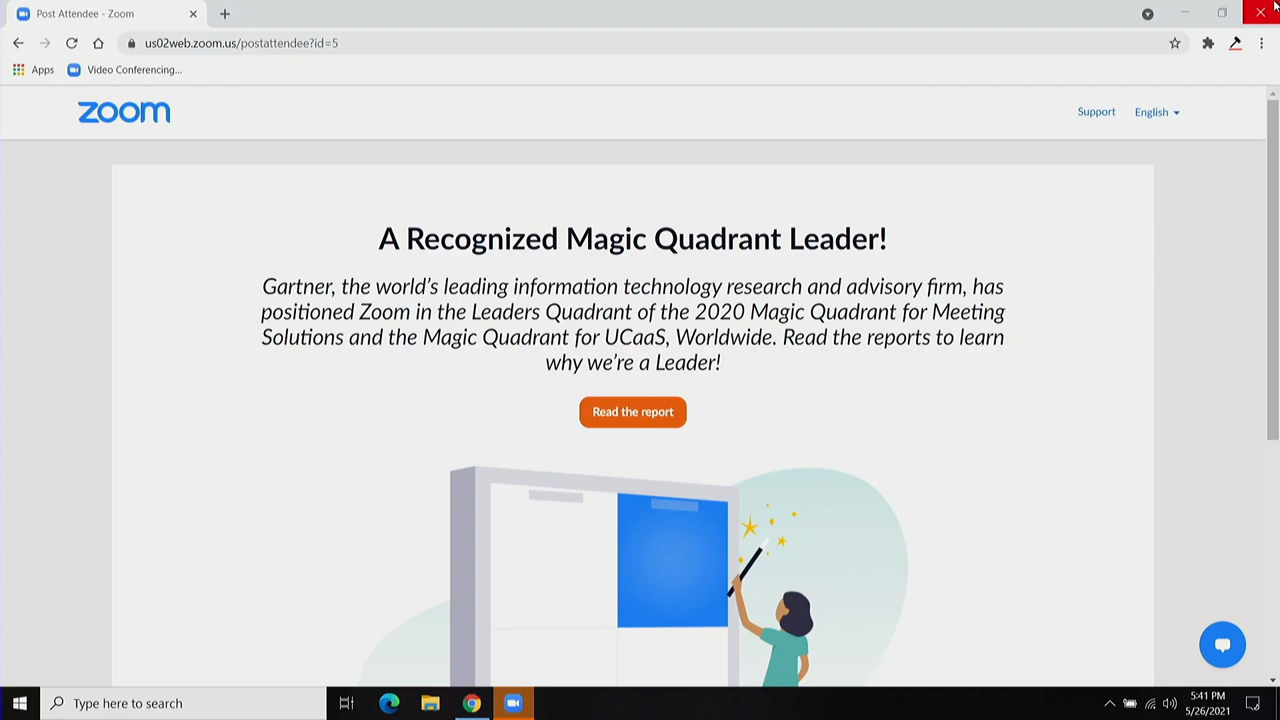 Post Attendee - Zoom
us02web.zoom.us/postattendee?id=5
Apps
Video Conferencing...
zoom
Support
English
A Recognized Magic Quadrant Leader!
Gartner, the world's leading information technology research and advisory firm, has
positioned Zoom in the Leaders Quadrant of the 2020 Magic Quadrant for Meeting
Solutions and the Magic Quadrant for UCaaS, Worldwide. Read the reports to learn
why we're a Leader!
Read the report
Type here to search
5:41 PM
5/26/2021